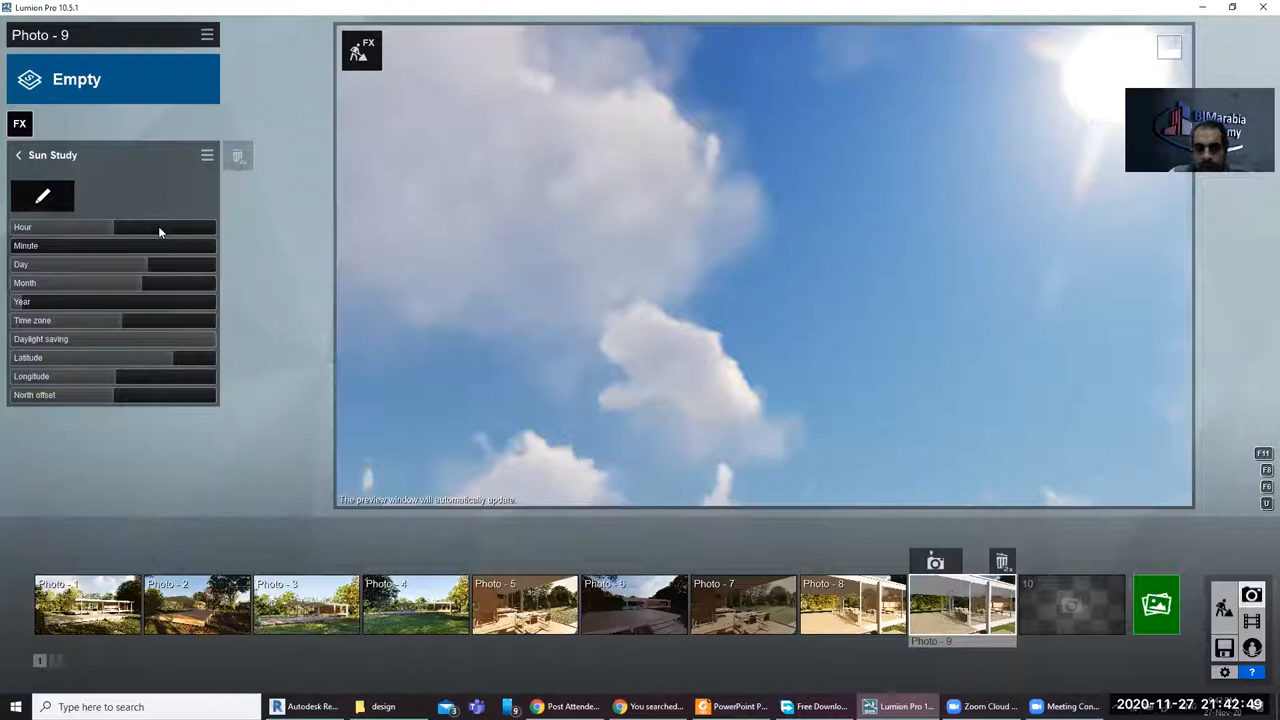 Lumion Pro 10.5.1
Photo - 9
Empty
FX
Sun Study
Hour
Minute
Day
Month
Year
Time zone
Daylight saving
Latitude
Longitude
North offset
FX
The preview window will automatically update.
BIMarabia
F11
F8
F6
U
Photo - 1
Photo - 2
Photo - 3
Photo - 4
Photo - 5
Photo - 6
Photo - 7
Photo - 8
Photo - 9
10
1
?
Type here to search
Autodesk Re...
design
3
9
Post Attende...
You searched...
PowerPoint P...
Free Downlo...
Lumion Pro 1...
Zoom Cloud ...
Meeting Con...
2020-11-27 21:42:49